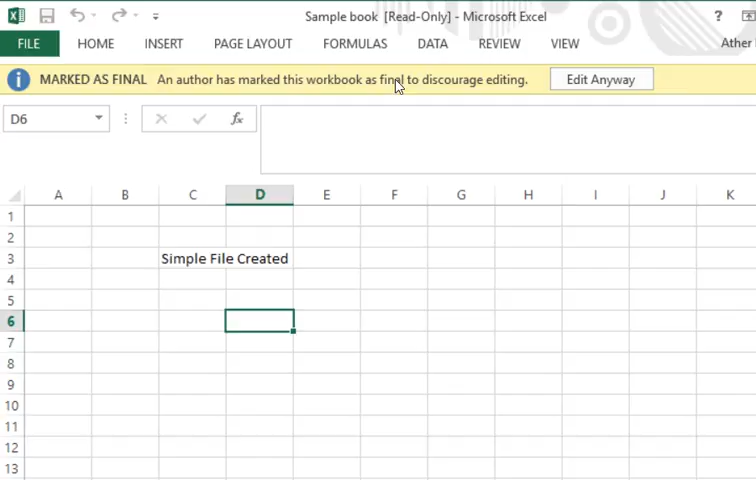 Sample book [Read-Only] - Microsoft Excel ?
FILE HOME INSERT PAGE LAYOUT FORMULAS DATA REVIEW VIEW Ather
MARKED AS FINAL An author has marked this workbook as final to discourage editing. Edit Anyway
D6 fx
A B C D E F G H I J K
1
2
3 Simple File Created
4
5
6
7
8
9
10
11
12
13